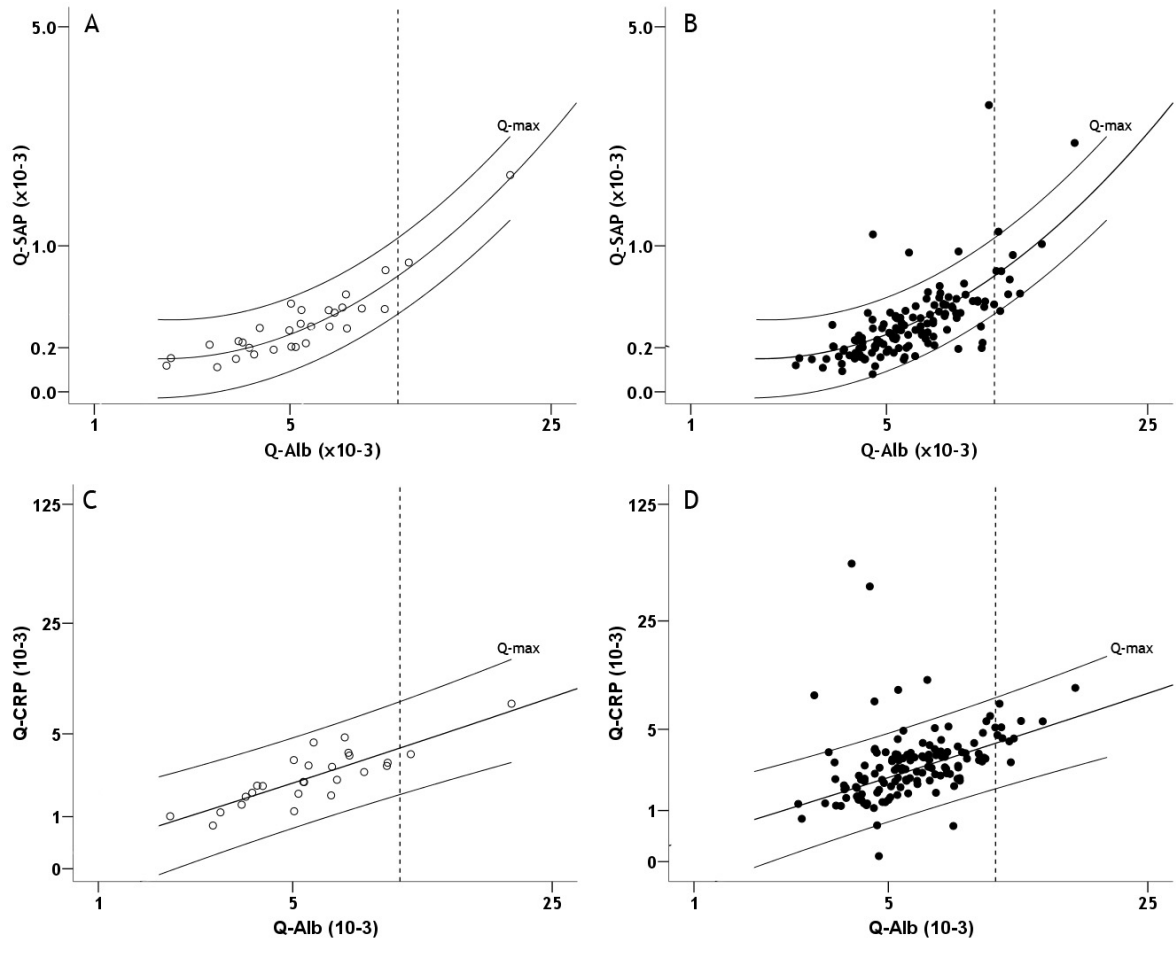 A
5.0
Q-max
1.0
0.2
0.0
Q-SAP (x10-3)
1
5
25
Q-Alb (x10-3)
B
5.0
Q-max
1.0
0.2
0.0
Q-SAP (x10-3)
1
5
25
Q-Alb (x10-3)
C
125
25
Q-max
5
1
0
Q-CRP (10-3)
1
5
25
Q-Alb (10-3)
D
125
25
Q-max
5
1
0
Q-CRP (10-3)
1
5
25
Q-Alb (10-3)